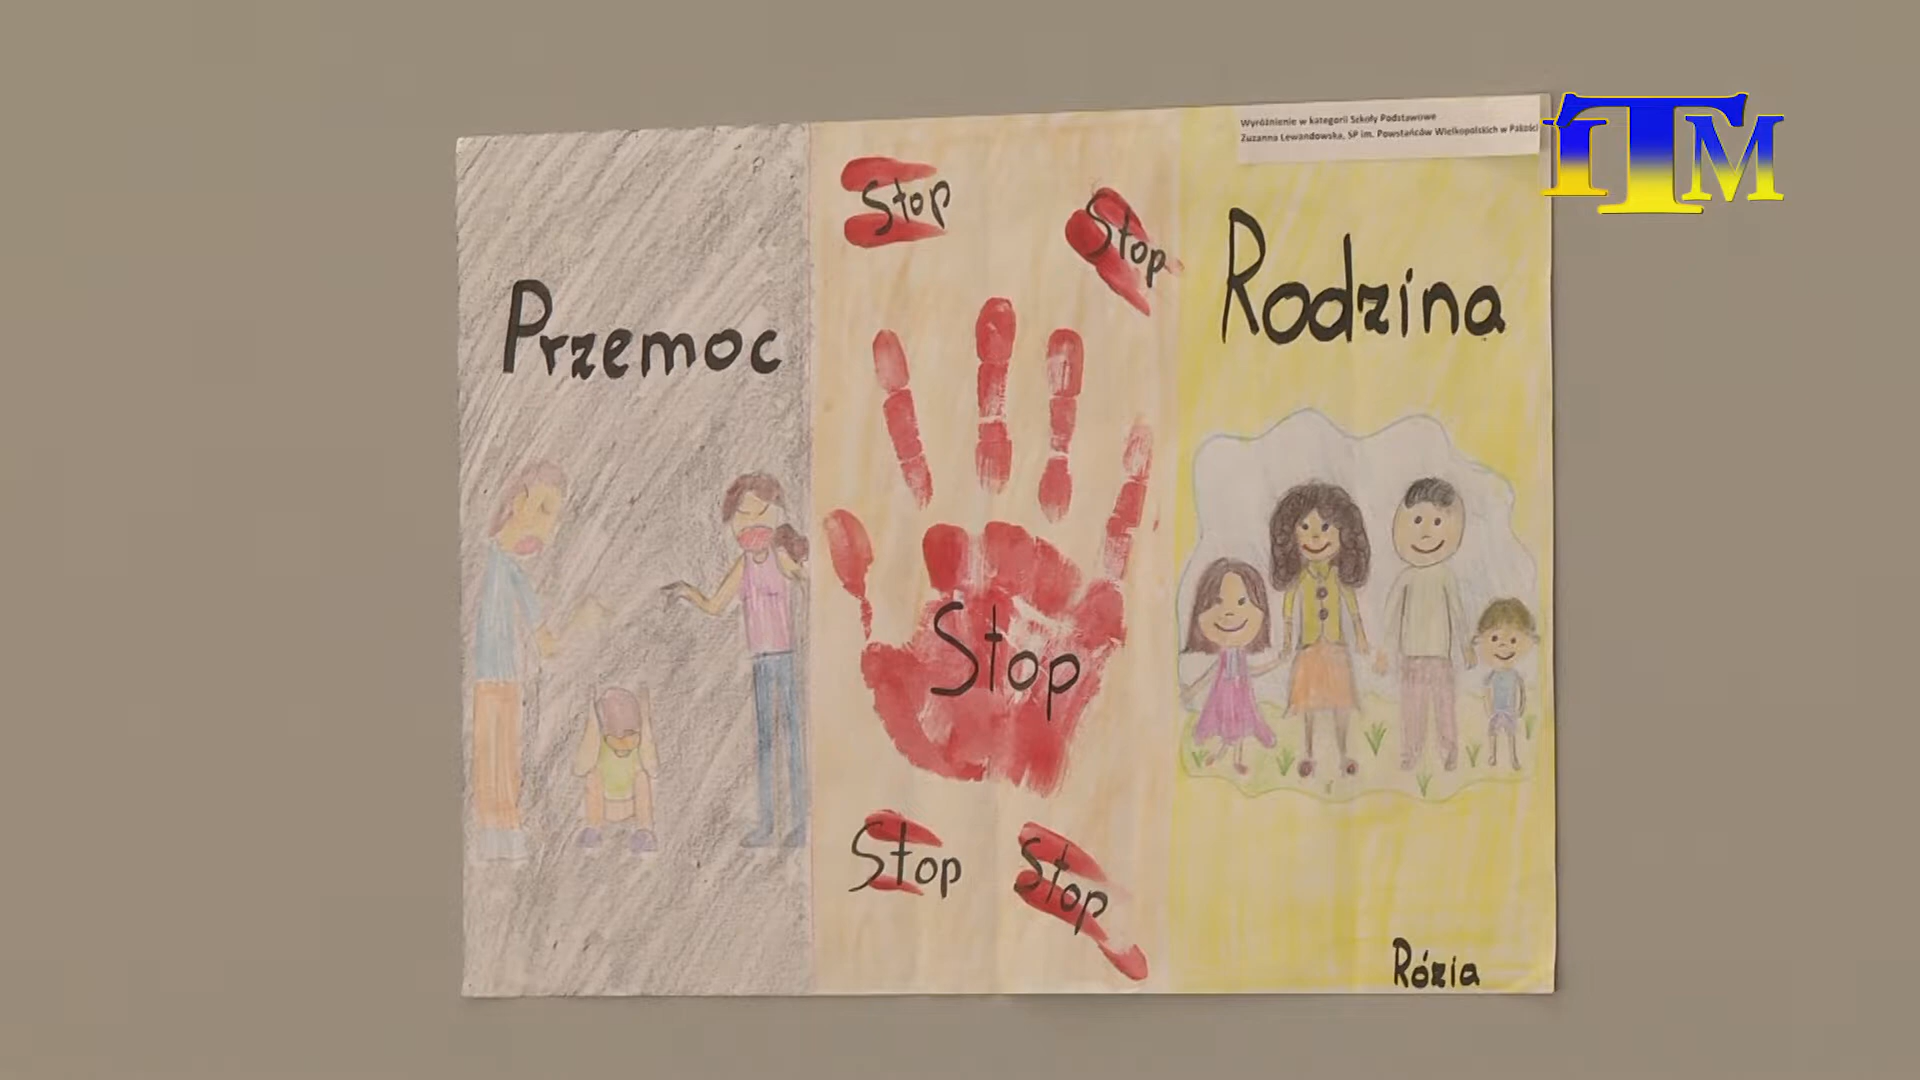 Wyróżnienie w kategorii Szkoły Podstawowe
Zuzanna Lewandowska, SP im. Powstańców Wielkopolskich w Pakości
ITM
Stop
Stop
Przemoc
Rodzina
Stop
Stop
Stop
Rózia